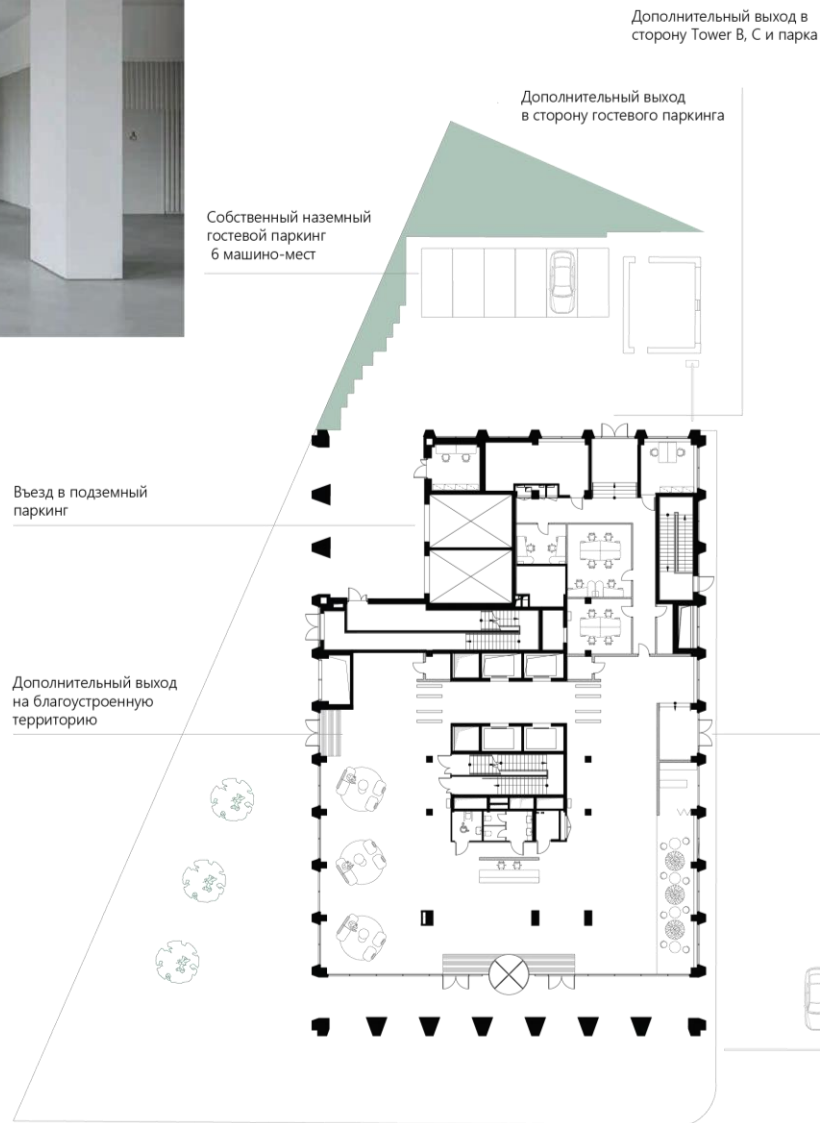 Дополнительный выход в
сторону Tower B, C и парка
Дополнительный выход
в сторону гостевого паркинга
Собственный наземный
гостевой паркинг
6 машино-мест
Въезд в подземный
паркинг
Дополнительный выход
на благоустроенную
территорию